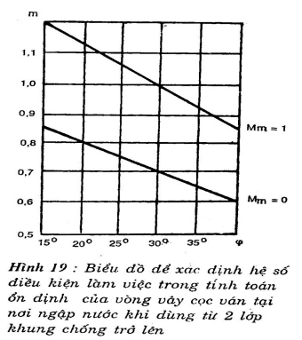 m
1,1
1,0
0,9
0,8
0,7
0,6
0,5
Mm = 1
Mm = 0
15° 20° 25° 30° 35° φ
Hình 19 : Biểu đồ để xác định hệ số
điều kiện làm việc trong tính toán
ổn định của vòng vây cọc ván tại
nơi ngập nước khi dùng từ 2 lớp
khung chống trở lên